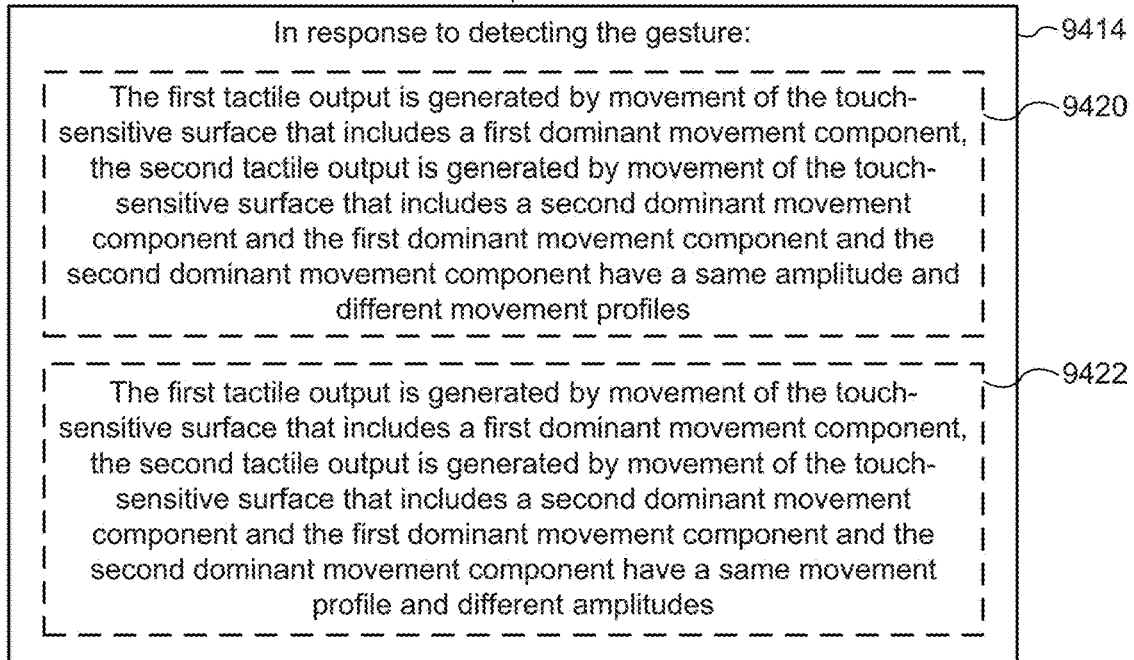 In response to detecting the gesture:
9414
The first tactile output is generated by movement of the touch-
sensitive surface that includes a first dominant movement component,
the second tactile output is generated by movement of the touch-
sensitive surface that includes a second dominant movement
component and the first dominant movement component and the
second dominant movement component have a same amplitude and
different movement profiles
9420
The first tactile output is generated by movement of the touch-
sensitive surface that includes a first dominant movement component,
the second tactile output is generated by movement of the touch-
sensitive surface that includes a second dominant movement
component and the first dominant movement component and the
second dominant movement component have a same movement
profile and different amplitudes
9422